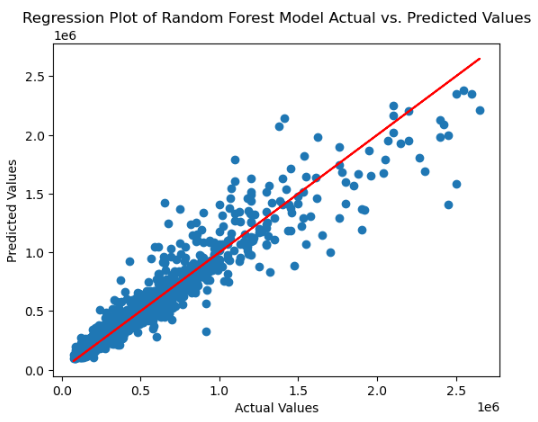 Regression Plot of Random Forest Model Actual vs. Predicted Values
1e6
2.5
2.0
1.5
1.0
0.5
0.0
Predicted Values
0.0 0.5 1.0 1.5 2.0 2.5
Actual Values
1e6